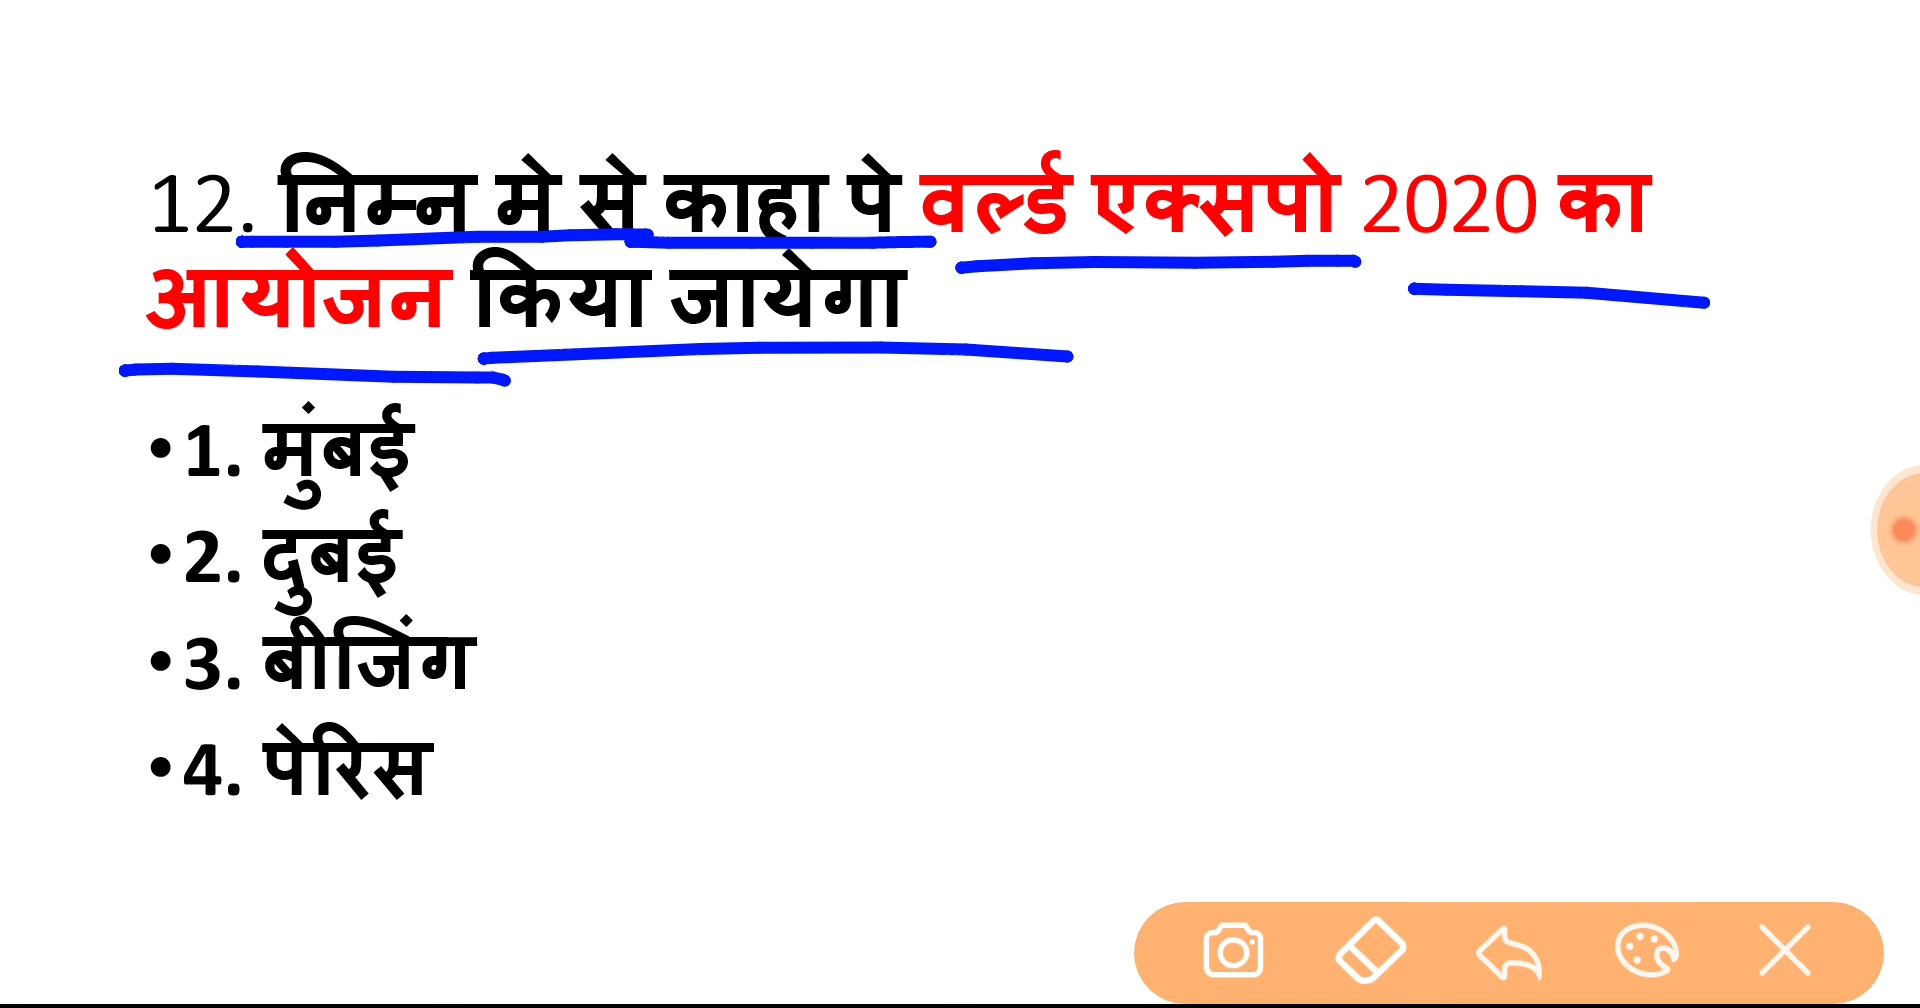 12. निम्न मे से काहा पे वर्ल्ड एक्सपो 2020 का
आयोजन किया जायेगा
•1. मुंबई
•2. दुबई
•3. बीजिंग
•4. पेरिस